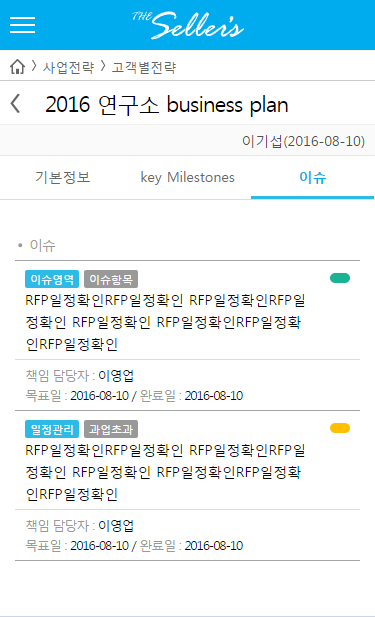 THE Seller's
사업전략 > 고객별전략
2016 연구소 business plan
이기섭(2016-08-10)
기본정보 key Milestones 이슈
• 이슈
이슈영역 이슈항목
RFP일정확인RFP일정확인 RFP일정확인RFP일
정확인 RFP일정확인 RFP일정확인RFP일정확
인RFP일정확인
책임 담당자 : 이영업
목표일 : 2016-08-10 / 완료일 : 2016-08-10
일정관리 과업초과
RFP일정확인RFP일정확인 RFP일정확인RFP일
정확인 RFP일정확인 RFP일정확인RFP일정확
인RFP일정확인
책임 담당자 : 이영업
목표일 : 2016-08-10 / 완료일 : 2016-08-10